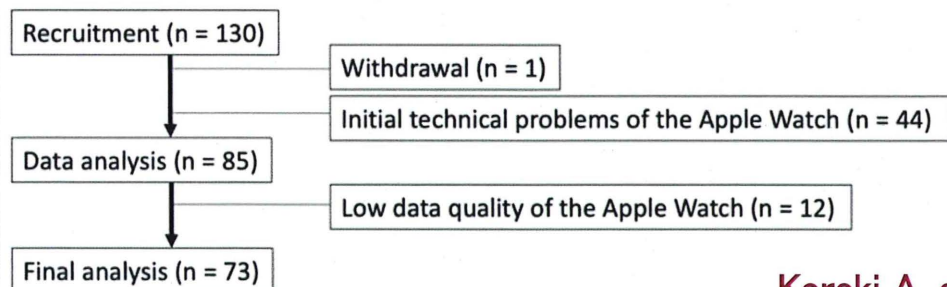 Recruitment (n = 130)
Withdrawal (n = 1)
Initial technical problems of the Apple Watch (n = 44)
Data analysis (n = 85)
Low data quality of the Apple Watch (n = 12)
Final analysis (n = 73)